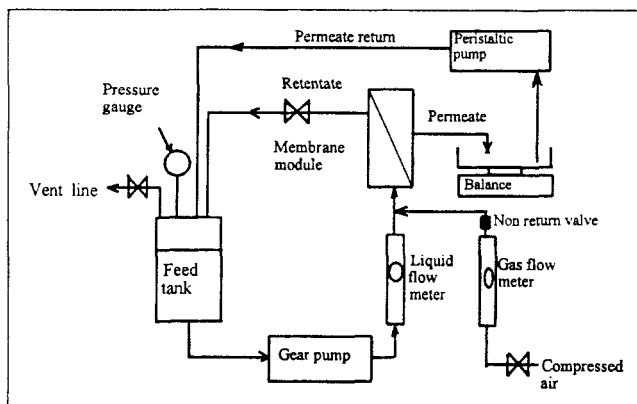 Permeate return
Peristaltic
pump
Pressure
gauge
Retentate
Membrane
module
Permeate
Balance
Vent line
Non return valve
Feed
tank
Liquid
flow
meter
Gas flow
meter
Gear pump
Compressed
air